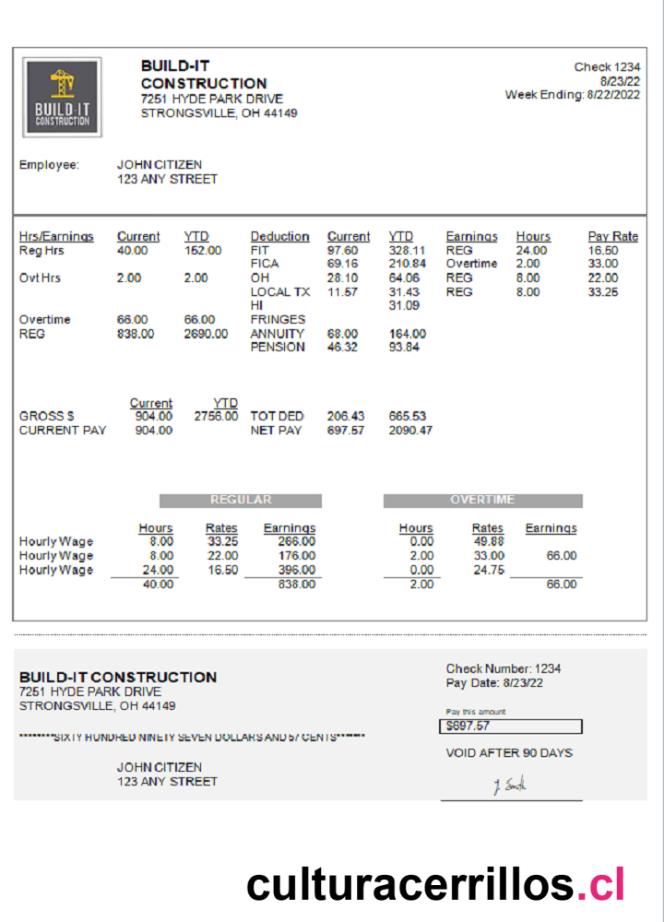 BUILD-IT
CONSTRUCTION
BUILD-IT
CONSTRUCTION
7251 HYDE PARK DRIVE
STRONGSVILLE, OH 44149
Check 1234
8/23/22
Week Ending: 8/22/2022
Employee: JOHN CITIZEN
123 ANY STREET
Hrs/Earnings Current YTD Deduction Current YTD Earnings Hours Pay Rate
Reg Hrs 40.00 152.00 FIT 97.60 328.11 REG 24.00 16.50
FICA 69.16 210.84 Overtime 2.00 33.00
Ovt Hrs 2.00 2.00 OH 28.10 64.06 REG 8.00 22.00
LOCAL TX 11.57 31.43 REG 8.00 33.25
HI 31.09
Overtime 66.00 66.00 FRINGES
REG 838.00 2690.00 ANNUITY 68.00 164.00
PENSION 46.32 93.84
Current YTD
GROSS $ 904.00 2756.00 TOT DED 206.43 665.53
CURRENT PAY 904.00 NET PAY 697.57 2090.47
REGULAR OVERTIME
Hours Rates Earnings Hours Rates Earnings
Hourly Wage 8.00 33.25 266.00 0.00 49.88
Hourly Wage 8.00 22.00 176.00 2.00 33.00 66.00
Hourly Wage 24.00 16.50 396.00 0.00 24.75
40.00 838.00 2.00 66.00
BUILD-IT CONSTRUCTION
7251 HYDE PARK DRIVE
STRONGSVILLE, OH 44149
Check Number: 1234
Pay Date: 8/23/22
Pay this amount
$697.57
********SIXTY HUNDRED NINETY SEVEN DOLLARS AND 57 CENTS*******
VOID AFTER 90 DAYS
JOHN CITIZEN
123 ANY STREET
J. Smith
culturacerrillos.cl